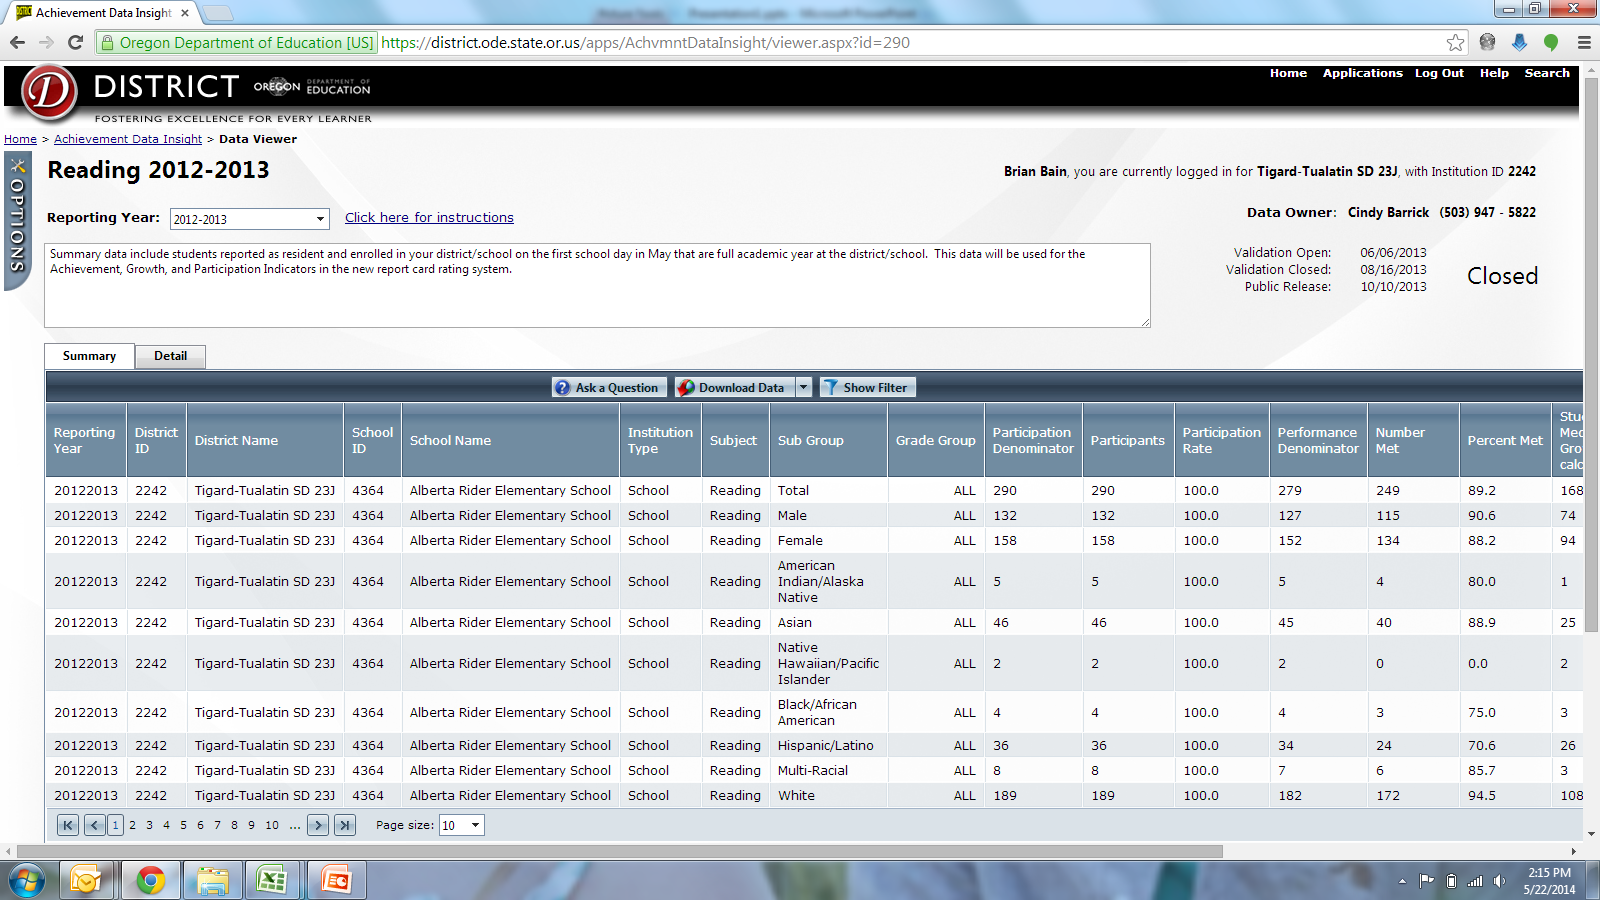 Achievement Data Insight
Oregon Department of Education [US] https://district.ode.state.or.us/apps/AchvmntDataInsight/viewer.aspx?id=290
DISTRICT OREGON DEPARTMENT OF EDUCATION
FOSTERING EXCELLENCE FOR EVERY LEARNER
Home Applications Log Out Help Search
Home > Achievement Data Insight > Data Viewer
OPTIONS
Reading 2012-2013
Brian Bain, you are currently logged in for Tigard-Tualatin SD 23J, with Institution ID 2242
Reporting Year: 2012-2013 Click here for instructions
Data Owner: Cindy Barrick (503) 947 - 5822
Summary data include students reported as resident and enrolled in your district/school on the first school day in May that are full academic year at the district/school. This data will be used for the
Achievement, Growth, and Participation Indicators in the new report card rating system.
Validation Open: 06/06/2013
Validation Closed: 08/16/2013
Public Release: 10/10/2013
Closed
Summary Detail
Ask a Question Download Data Show Filter
Reporting Year District ID District Name School ID School Name Institution Type Subject Sub Group Grade Group Participation Denominator Participants Participation Rate Performance Denominator Number Met Percent Met Stu Med Gro calc
20122013 2242 Tigard-Tualatin SD 23J 4364 Alberta Rider Elementary School School Reading Total ALL 290 290 100.0 279 249 89.2 168
20122013 2242 Tigard-Tualatin SD 23J 4364 Alberta Rider Elementary School School Reading Male ALL 132 132 100.0 127 115 90.6 74
20122013 2242 Tigard-Tualatin SD 23J 4364 Alberta Rider Elementary School School Reading Female ALL 158 158 100.0 152 134 88.2 94
20122013 2242 Tigard-Tualatin SD 23J 4364 Alberta Rider Elementary School School Reading American Indian/Alaska Native ALL 5 5 100.0 5 4 80.0 1
20122013 2242 Tigard-Tualatin SD 23J 4364 Alberta Rider Elementary School School Reading Asian ALL 46 46 100.0 45 40 88.9 25
20122013 2242 Tigard-Tualatin SD 23J 4364 Alberta Rider Elementary School School Reading Native Hawaiian/Pacific Islander ALL 2 2 100.0 2 0 0.0 2
20122013 2242 Tigard-Tualatin SD 23J 4364 Alberta Rider Elementary School School Reading Black/African American ALL 4 4 100.0 4 3 75.0 3
20122013 2242 Tigard-Tualatin SD 23J 4364 Alberta Rider Elementary School School Reading Hispanic/Latino ALL 36 36 100.0 34 24 70.6 26
20122013 2242 Tigard-Tualatin SD 23J 4364 Alberta Rider Elementary School School Reading Multi-Racial ALL 8 8 100.0 7 6 85.7 3
20122013 2242 Tigard-Tualatin SD 23J 4364 Alberta Rider Elementary School School Reading White ALL 189 189 100.0 182 172 94.5 108
1 2 3 4 5 6 7 8 9 10 ... Page size: 10
2:15 PM
5/22/2014